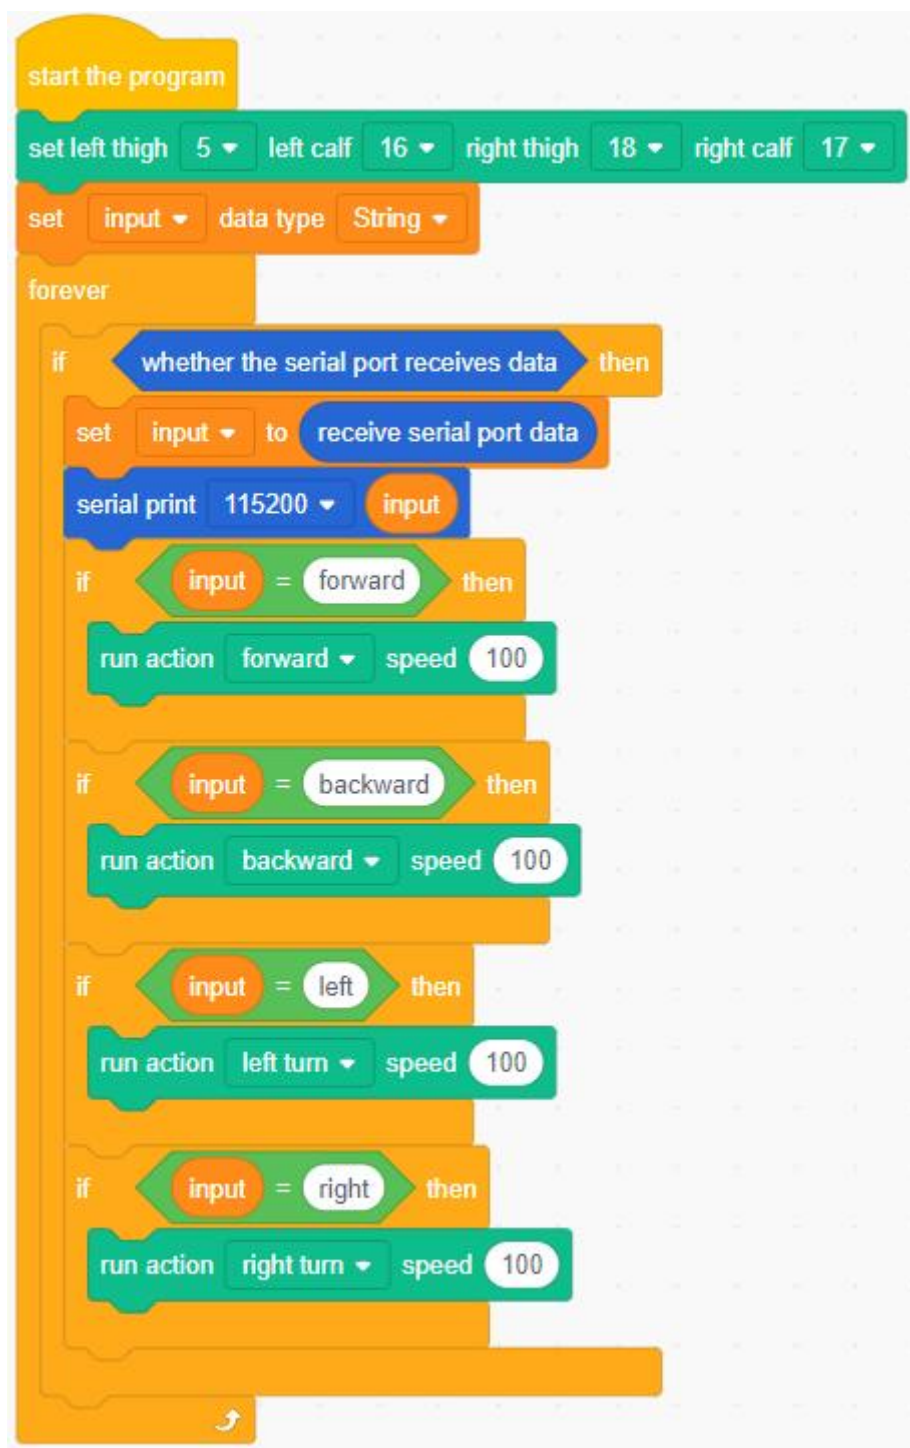 start the program
set left thigh 5 left calf 16 right thigh 18 right calf 17
set input data type String
forever
if whether the serial port receives data then
set input to receive serial port data
serial print 115200 input
if input = forward then
run action forward speed 100
if input = backward then
run action backward speed 100
if input = left then
run action left turn speed 100
if input = right then
run action right turn speed 100